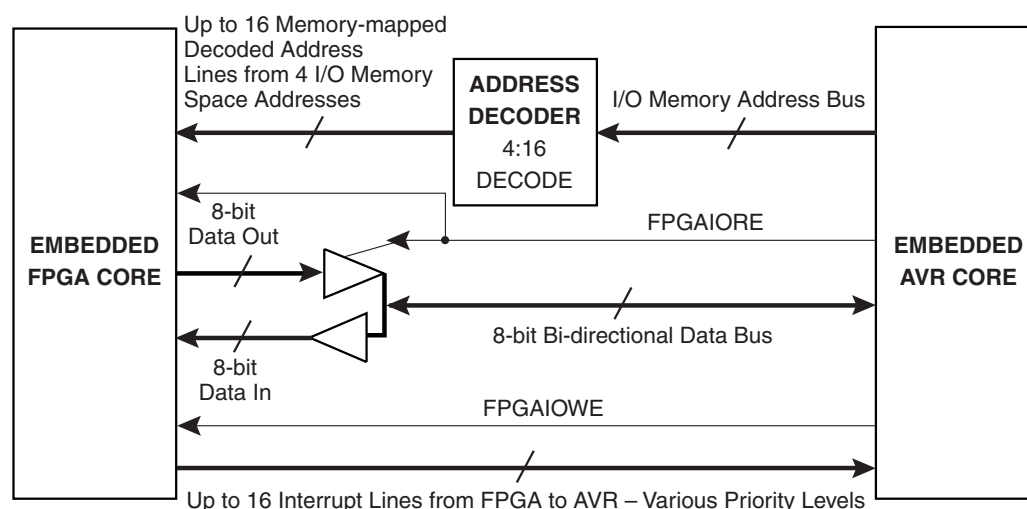 Up to 16 Memory-mapped
Decoded Address
Lines from 4 I/O Memory
Space Addresses
ADDRESS
DECODER
4:16
DECODE
I/O Memory Address Bus
8-bit
Data Out
FPGAIORE
EMBEDDED
FPGA CORE
EMBEDDED
AVR CORE
8-bit Bi-directional Data Bus
8-bit
Data In
FPGAIOWE
Up to 16 Interrupt Lines from FPGA to AVR – Various Priority Levels